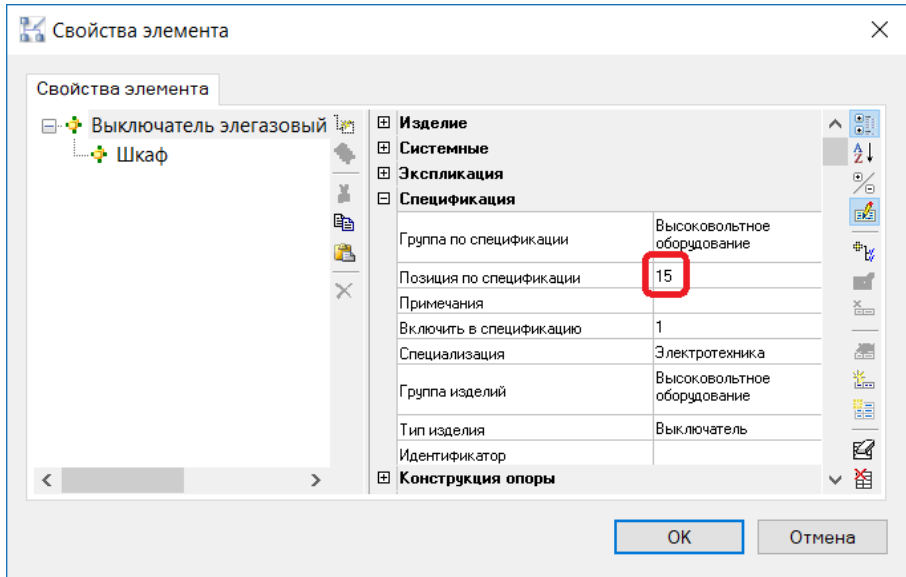 Свойства элемента
Свойства элемента
Выключатель элегазовый
Шкаф
Изделие
Системные
Экспликация
Спецификация
Группа по спецификации
Высоковольтное
оборудование
Позиция по спецификации
15
Примечания
Включить в спецификацию
1
Специализация
Электротехника
Группа изделий
Высоковольтное
оборудование
Тип изделия
Выключатель
Идентификатор
Конструкция опоры
OK
Отмена